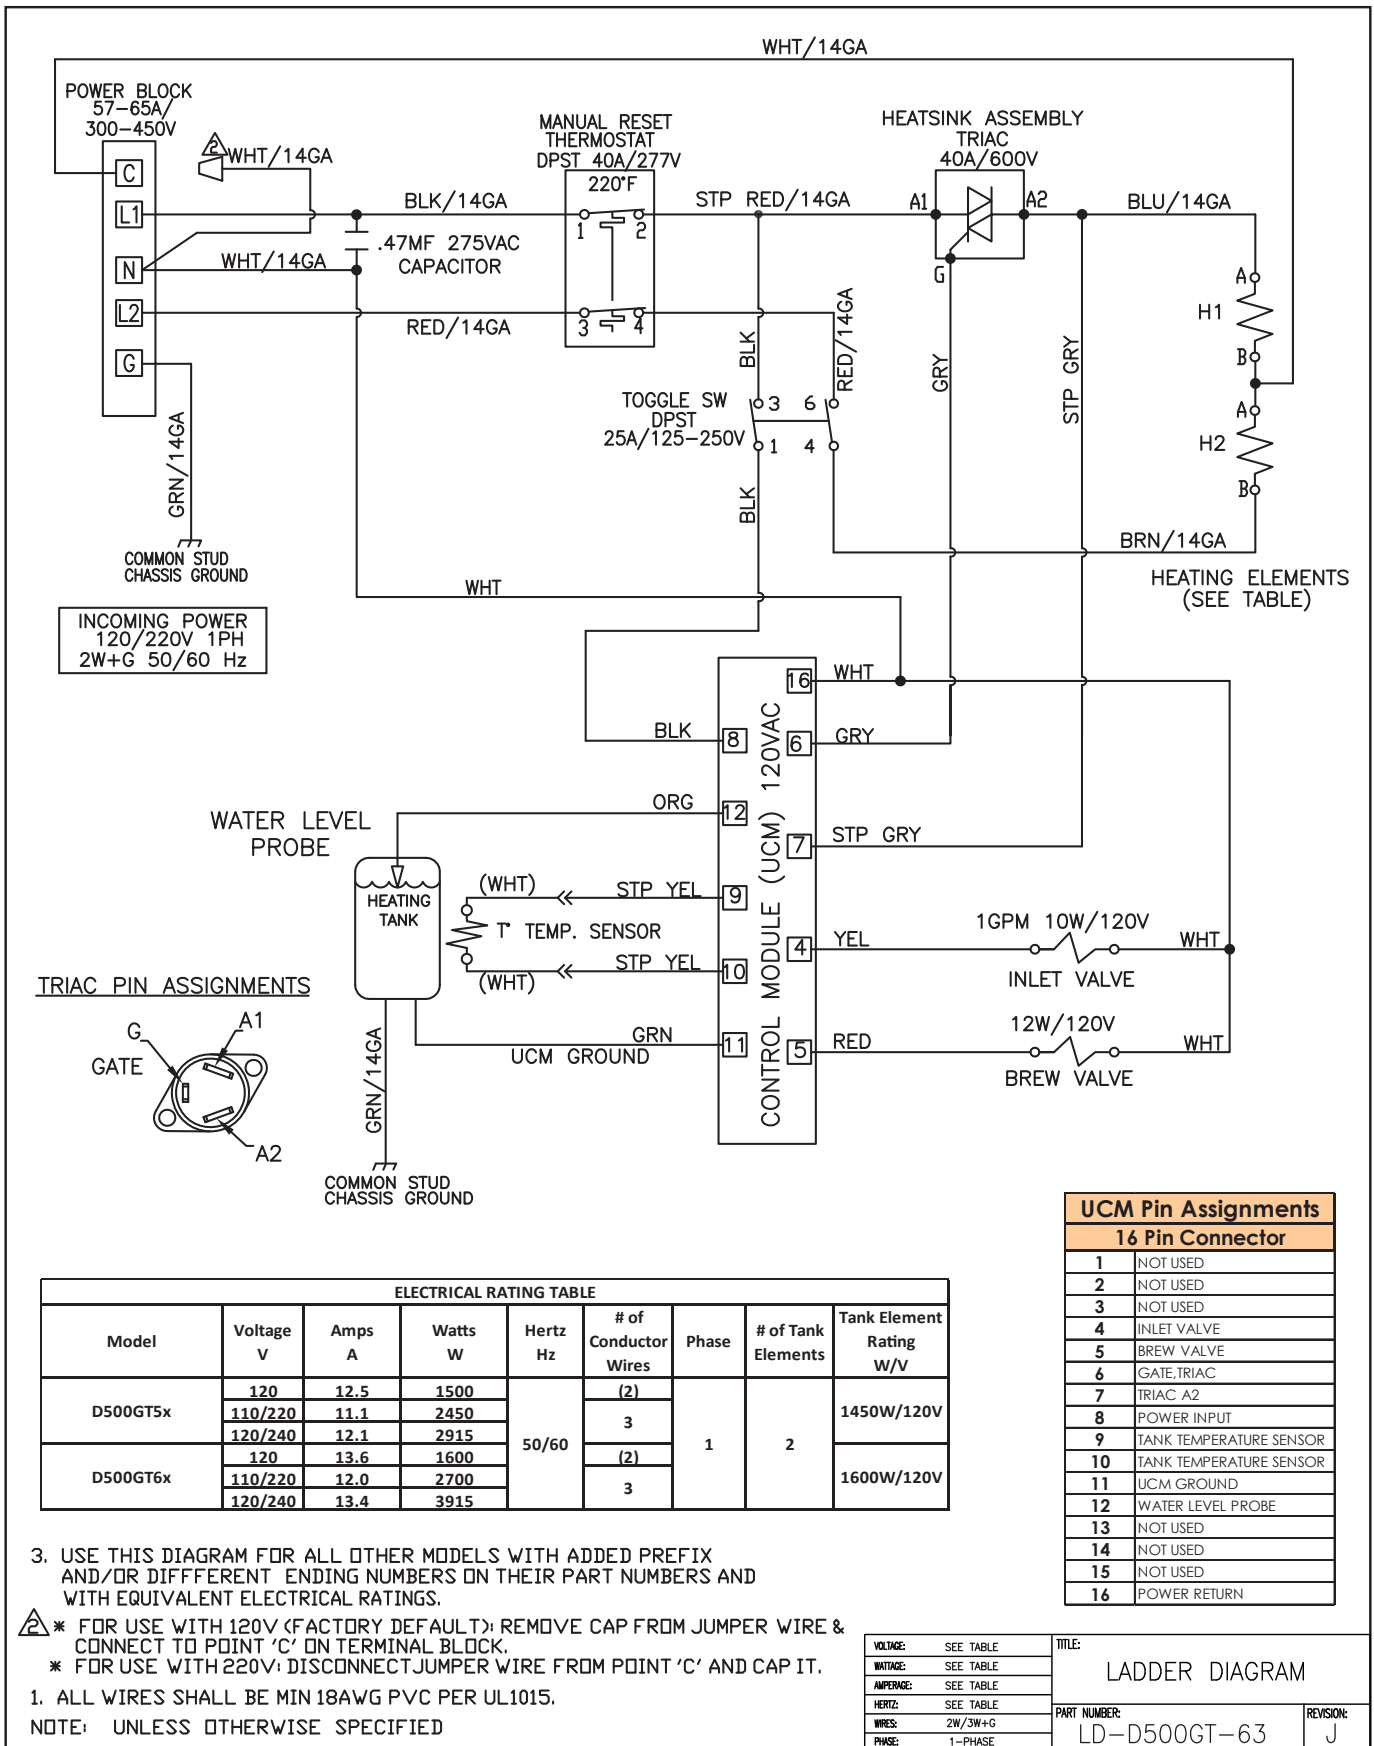 WHT/14GA
POWER BLOCK
57-65A/
300-450V
C
L1
N
L2
G
2
WHT/14GA
BLK/14GA
WHT/14GA
.47MF 275VAC
CAPACITOR
RED/14GA
MANUAL RESET
THERMOSTAT
DPST 40A/277V
220°F
1 2
3 4
STP RED/14GA
HEATSINK ASSEMBLY
TRIAC
40A/600V
A1
A2
G
BLU/14GA
A
H1
B
A
H2
B
BLK
RED/14GA
GRY
STP GRY
TOGGLE SW
DPST
25A/125-250V
3 6
1 4
BLK
GRN/14GA
COMMON STUD
CHASSIS GROUND
BRN/14GA
HEATING ELEMENTS
(SEE TABLE)
WHT
INCOMING POWER
120/220V 1PH
2W+G 50/60 Hz
CONTROL MODULE (UCM) 120VAC
16 WHT
BLK 8
6 GRY
ORG 12
7 STP GRY
WATER LEVEL
PROBE
HEATING
TANK
(WHT) STP YEL 9
T° TEMP. SENSOR
(WHT) STP YEL 10
4 YEL
1GPM 10W/120V
WHT
INLET VALVE
GRN 11
UCM GROUND
5 RED
12W/120V
WHT
BREW VALVE
GRN/14GA
COMMON STUD
CHASSIS GROUND
TRIAC PIN ASSIGNMENTS
G
GATE
A1
A2
UCM Pin Assignments
16 Pin Connector
1 NOT USED
2 NOT USED
3 NOT USED
4 INLET VALVE
5 BREW VALVE
6 GATE,TRIAC
7 TRIAC A2
8 POWER INPUT
9 TANK TEMPERATURE SENSOR
10 TANK TEMPERATURE SENSOR
11 UCM GROUND
12 WATER LEVEL PROBE
13 NOT USED
14 NOT USED
15 NOT USED
16 POWER RETURN
ELECTRICAL RATING TABLE
Model Voltage V Amps A Watts W Hertz Hz # of Conductor Wires Phase # of Tank Elements Tank Element Rating W/V
D500GT5x 120 12.5 1500 50/60 (2) 1 2 1450W/120V
110/220 11.1 2450 3
120/240 12.1 2915
D500GT6x 120 13.6 1600 (2) 1600W/120V
110/220 12.0 2700 3
120/240 13.4 3915
3. USE THIS DIAGRAM FOR ALL OTHER MODELS WITH ADDED PREFIX
AND/OR DIFFFERENT ENDING NUMBERS ON THEIR PART NUMBERS AND
WITH EQUIVALENT ELECTRICAL RATINGS.
2 * FOR USE WITH 120V (FACTORY DEFAULT): REMOVE CAP FROM JUMPER WIRE &
CONNECT TO POINT 'C' ON TERMINAL BLOCK.
* FOR USE WITH 220V: DISCONNECT JUMPER WIRE FROM POINT 'C' AND CAP IT.
1. ALL WIRES SHALL BE MIN 18AWG PVC PER UL1015.
NOTE: UNLESS OTHERWISE SPECIFIED
VOLTAGE: SEE TABLE
WATTAGE: SEE TABLE
AMPERAGE: SEE TABLE
HERTZ: SEE TABLE
WIRES: 2W/3W+G
PHASE: 1-PHASE
TITLE:
LADDER DIAGRAM
PART NUMBER:
LD-D500GT-63
REVISION:
J